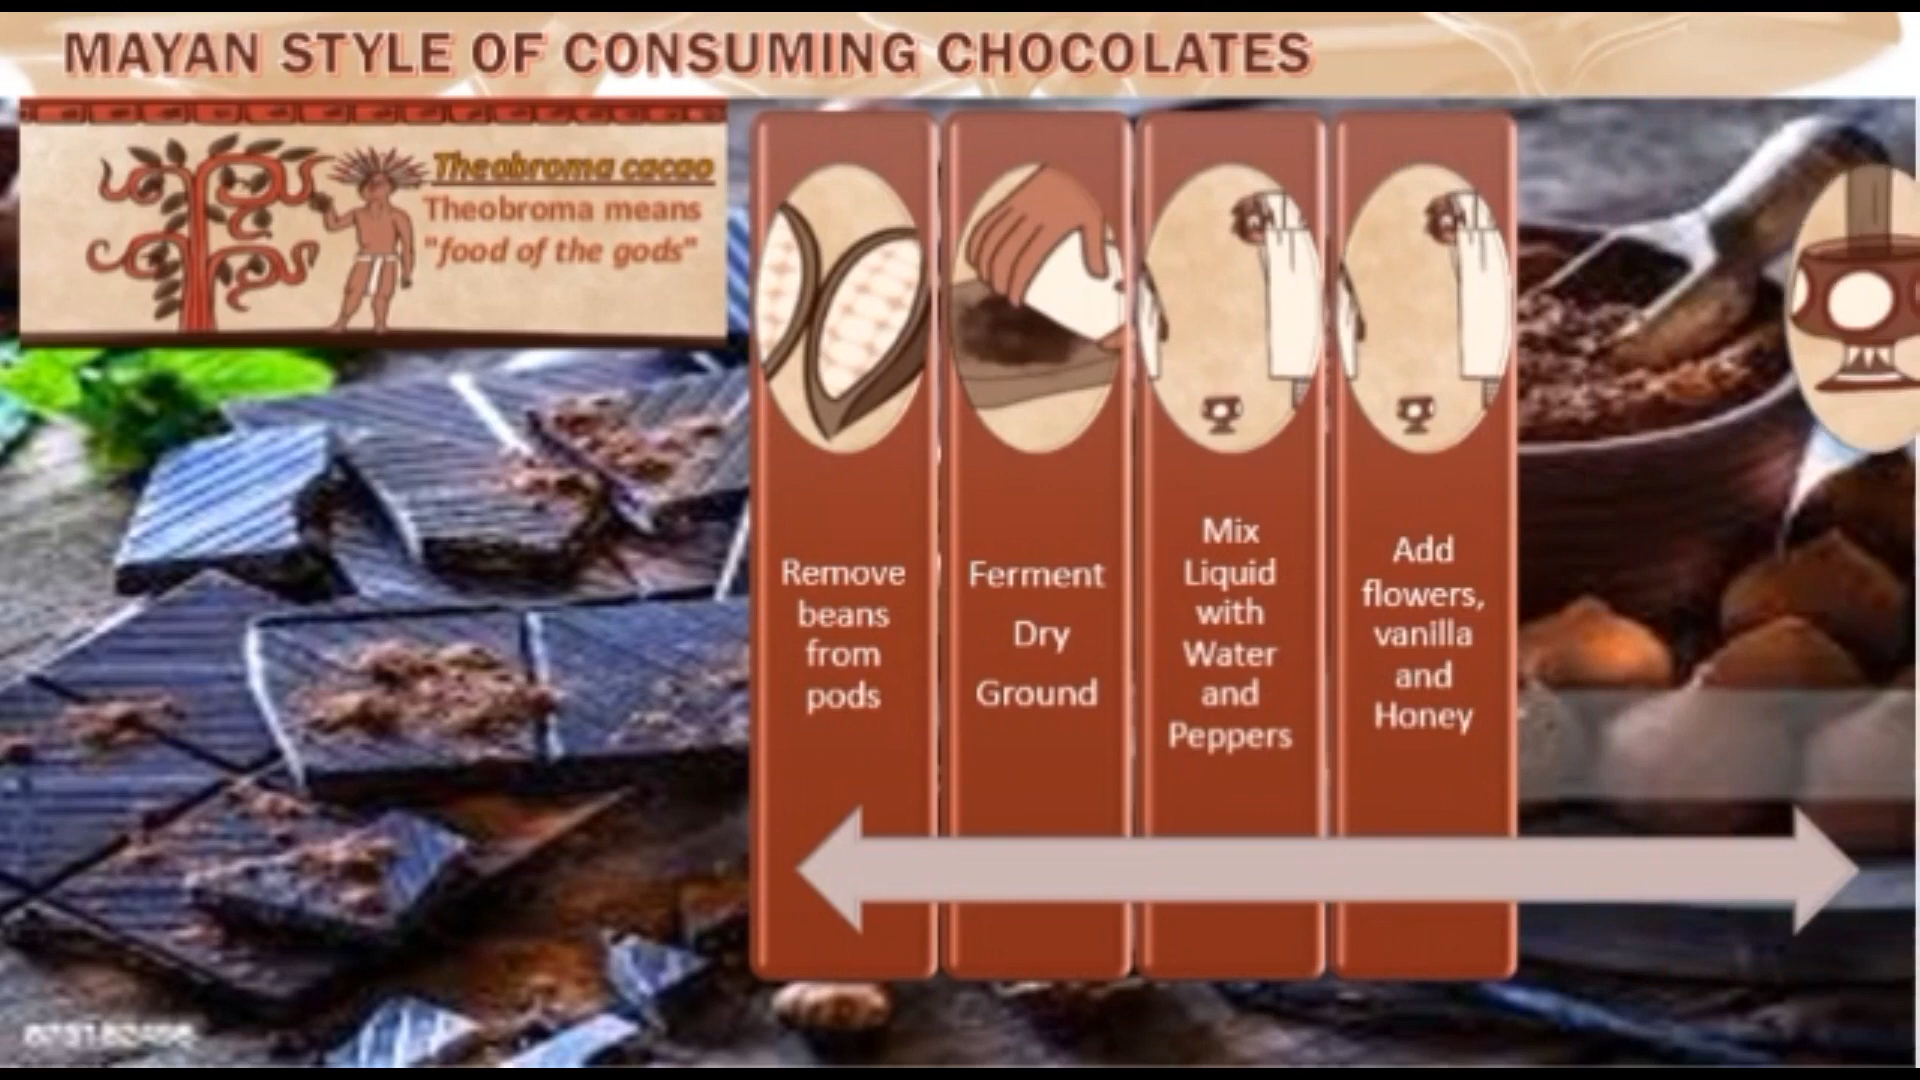 MAYAN STYLE OF CONSUMING CHOCOLATES
Theobroma cacao
Theobroma means
"food of the gods"
Remove
beans
from
pods
Ferment
Dry
Ground
Mix
Liquid
with
Water
and
Peppers
Add
flowers,
vanilla
and
Honey